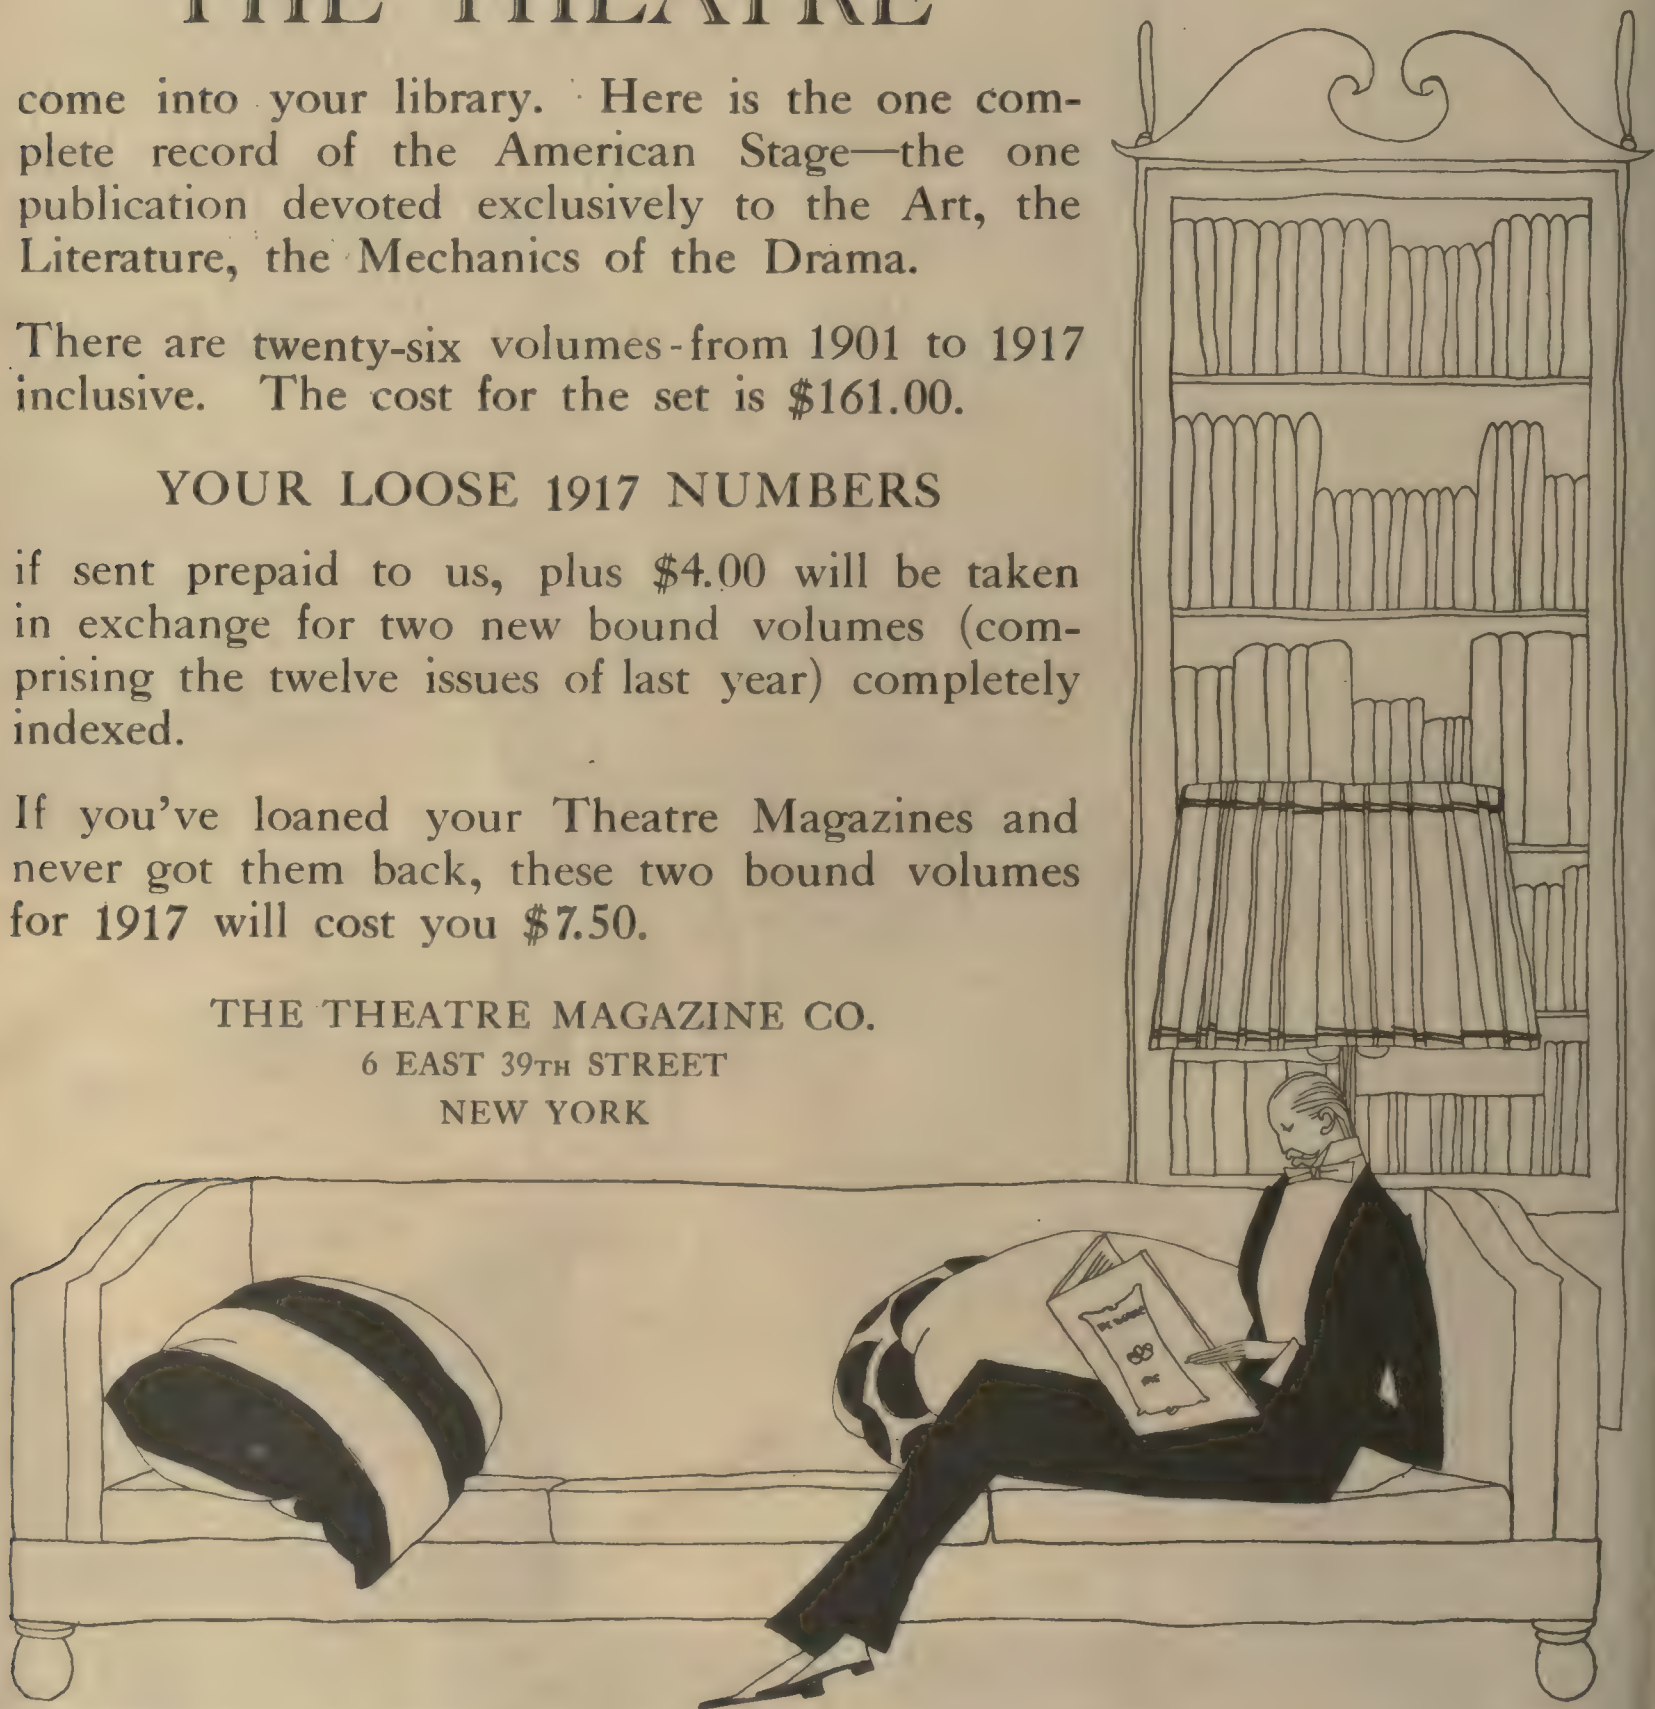 THE THEATRE
come into your library. Here is the one com-
plete record of the American Stage—the one
publication devoted exclusively to the Art, the
Literature, the Mechanics of the Drama.
There are twenty-six volumes-from 1901 to 1917
inclusive. The cost for the set is $161.00.
YOUR LOOSE 1917 NUMBERS
if sent prepaid to us, plus $4.00 will be taken
in exchange for two new bound volumes (com-
prising the twelve issues of last year) completely
indexed.
If you've loaned your Theatre Magazines and
never got them back, these two bound volumes
for 1917 will cost you $7.50.
THE THEATRE MAGAZINE CO.
6 EAST 39TH STREET
NEW YORK